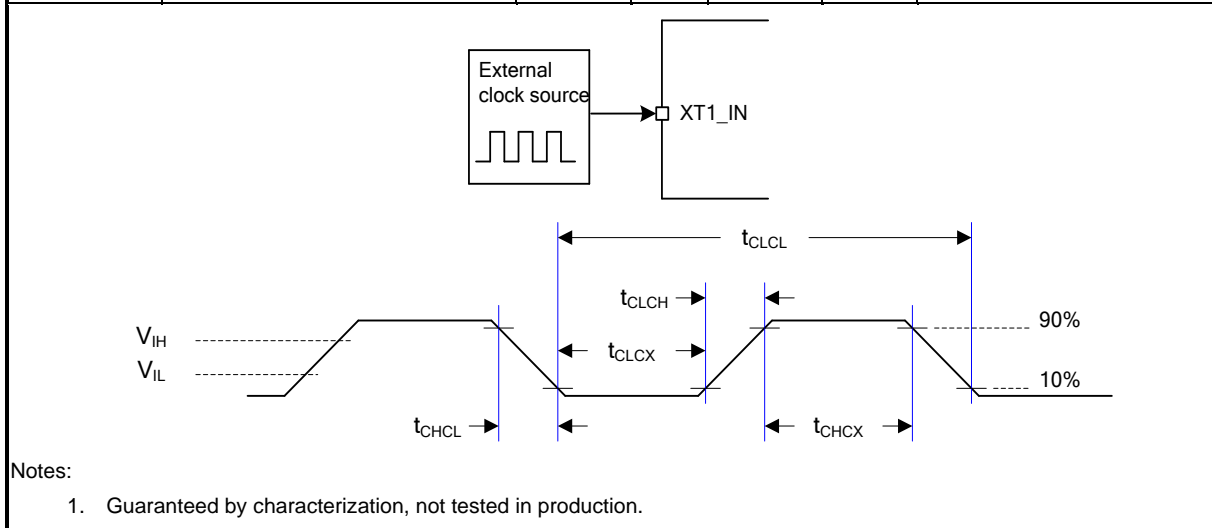 External
clock source
XT1_IN
tCLCL
tCLCH
90%
VIH
tCLCX
VIL
10%
tCHCL
tCHCX
Notes:
1. Guaranteed by characterization, not tested in production.